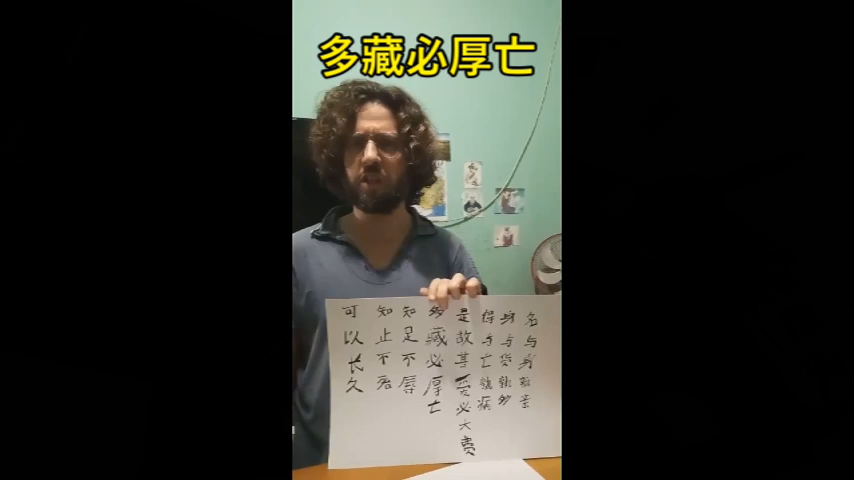 多藏必厚亡
名与身孰亲
身与货孰多
得与亡孰病
是故甚爱必大费
多藏必厚亡
知足不辱
知止不殆
可以长久